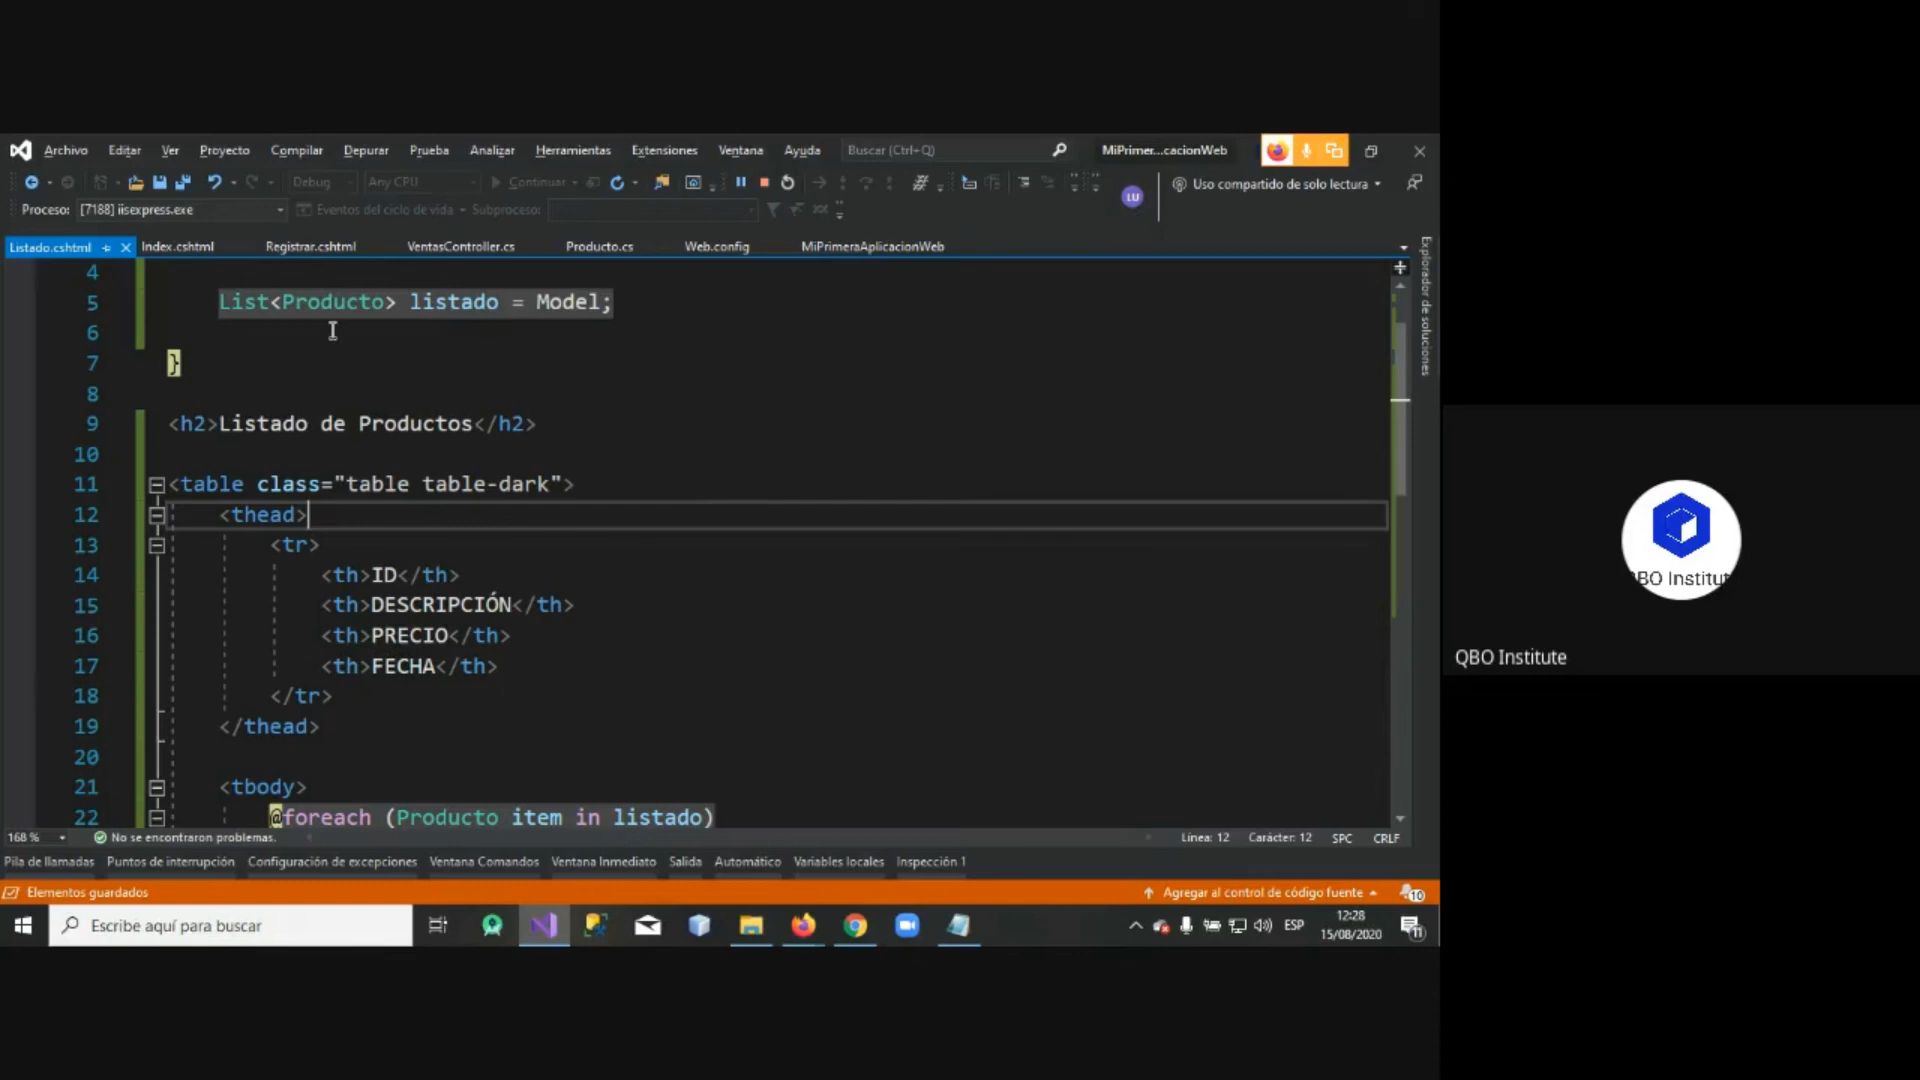 Archivo Editar Ver Proyecto Compilar Depurar Prueba Analizar Herramientas Extensiones Ventana Ayuda Buscar (Ctrl+Q) MiPrimer...cacionWeb
Debug Any CPU Continuar LU Uso compartido de solo lectura
Proceso: [7188] iisexpress.exe Eventos del ciclo de vida Subproceso:
Listado.cshtml Index.cshtml Registrar.cshtml VentasController.cs Producto.cs Web.config MiPrimeraAplicacionWeb
Explorador de soluciones
4
5 List<Producto> listado = Model;
6
7 }
8
9 <h2>Listado de Productos</h2>
10
11 <table class="table table-dark">
12 <thead>
13 <tr>
14 <th>ID</th>
15 <th>DESCRIPCIÓN</th>
16 <th>PRECIO</th>
17 <th>FECHA</th>
18 </tr>
19 </thead>
20
21 <tbody>
22 @foreach (Producto item in listado)
168 % No se encontraron problemas. Línea: 12 Carácter: 12 SPC CRLF
Pila de llamadas Puntos de interrupción Configuración de excepciones Ventana Comandos Ventana Inmediato Salida Automático Variables locales Inspección 1
Elementos guardados Agregar al control de código fuente 10
Escribe aquí para buscar ESP 12:28
15/08/2020 11
QBO Institute